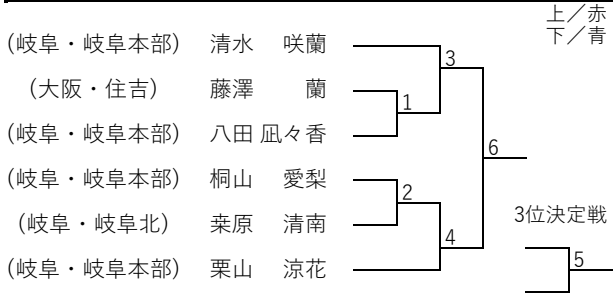 上／赤
下／青
(岐阜・岐阜本部) 清水 咲蘭
(大阪・住吉) 藤澤 蘭
(岐阜・岐阜本部) 八田 凪々香
(岐阜・岐阜本部) 桐山 愛梨
(岐阜・岐阜北) 桒原 清南
(岐阜・岐阜本部) 栗山 涼花
3
1
6
2
4
3位決定戦
5